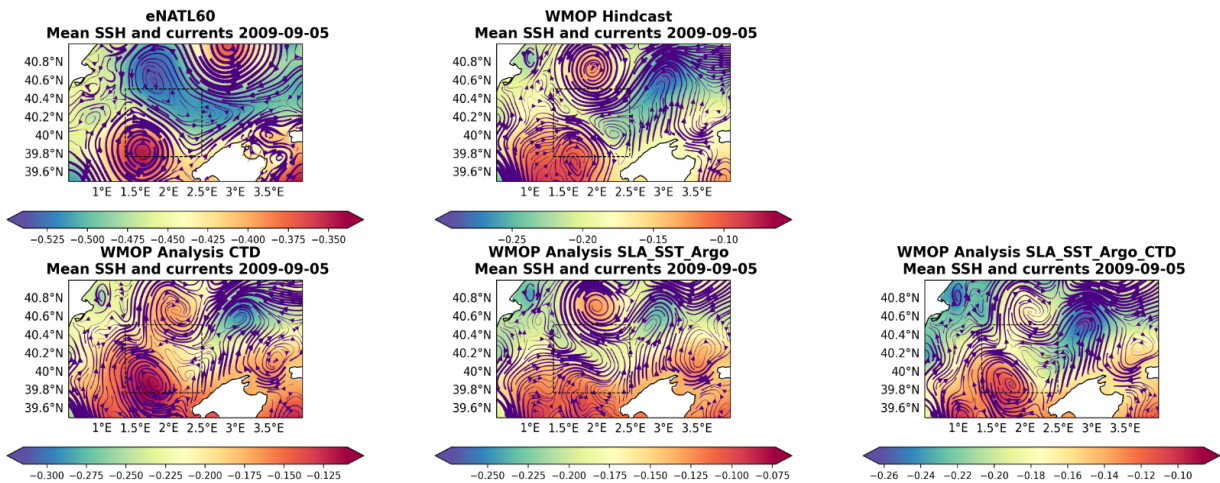 eNATL60
Mean SSH and currents 2009-09-05
40.8°N
40.6°N
40.4°N
40.2°N
40°N
39.8°N
39.6°N
1°E 1.5°E 2°E 2.5°E 3°E 3.5°E
−0.525 −0.500 −0.475 −0.450 −0.425 −0.400 −0.375 −0.350
WMOP Hindcast
Mean SSH and currents 2009-09-05
40.8°N
40.6°N
40.4°N
40.2°N
40°N
39.8°N
39.6°N
1°E 1.5°E 2°E 2.5°E 3°E 3.5°E
−0.25 −0.20 −0.15 −0.10
WMOP Analysis CTD
Mean SSH and currents 2009-09-05
40.8°N
40.6°N
40.4°N
40.2°N
40°N
39.8°N
39.6°N
1°E 1.5°E 2°E 2.5°E 3°E 3.5°E
−0.300 −0.275 −0.250 −0.225 −0.200 −0.175 −0.150 −0.125
WMOP Analysis SLA_SST_Argo
Mean SSH and currents 2009-09-05
40.8°N
40.6°N
40.4°N
40.2°N
40°N
39.8°N
39.6°N
1°E 1.5°E 2°E 2.5°E 3°E 3.5°E
−0.250 −0.225 −0.200 −0.175 −0.150 −0.125 −0.100 −0.075
WMOP Analysis SLA_SST_Argo_CTD
Mean SSH and currents 2009-09-05
40.8°N
40.6°N
40.4°N
40.2°N
40°N
39.8°N
39.6°N
1°E 1.5°E 2°E 2.5°E 3°E 3.5°E
−0.26 −0.24 −0.22 −0.20 −0.18 −0.16 −0.14 −0.12 −0.10